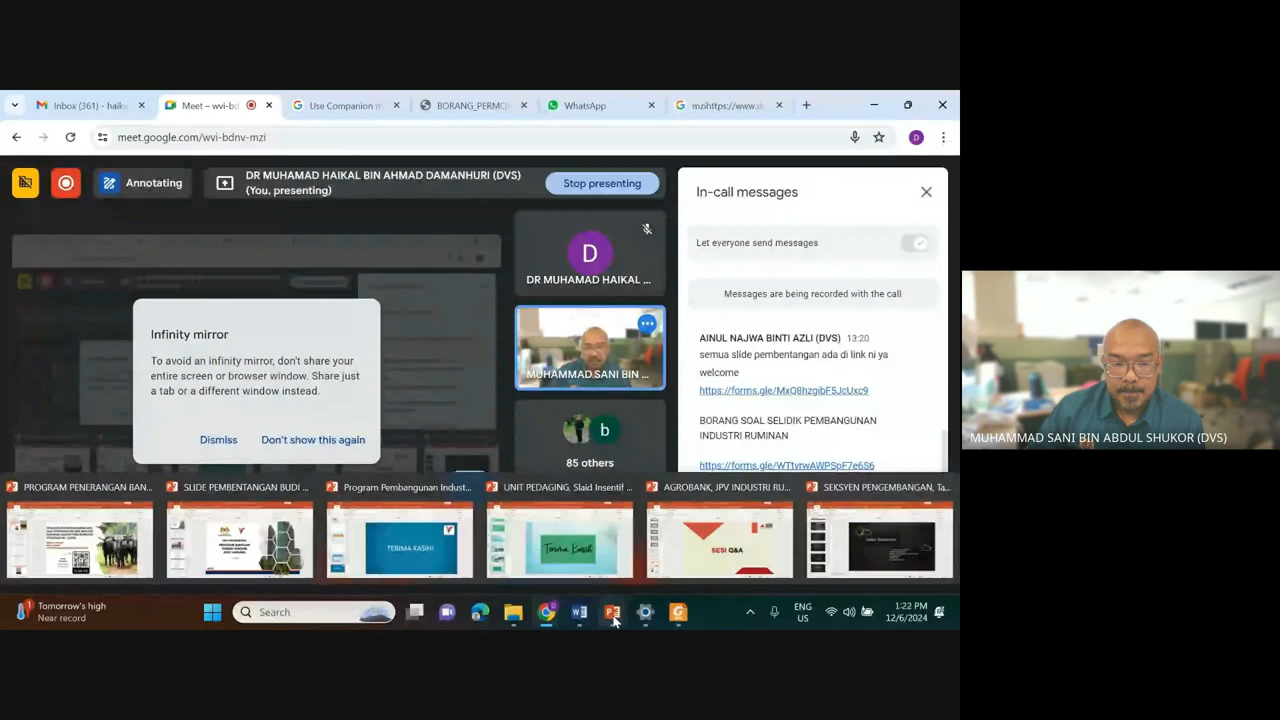 Inbox (361) - haika
Meet – wvi-bd
Use Companion m
BORANG_PERMO
WhatsApp
mzihttps://www.d
meet.google.com/wvi-bdnv-mzi
D
Annotating
DR MUHAMAD HAIKAL BIN AHMAD DAMANHURI (DVS)
(You, presenting)
Stop presenting
In-call messages
D
DR MUHAMAD HAIKAL ...
Let everyone send messages
Messages are being recorded with the call
Infinity mirror
To avoid an infinity mirror, don't share your
entire screen or browser window. Share just
a tab or a different window instead.
Dismiss
Don't show this again
MUHAMMAD SANI BIN ...
b
85 others
AINUL NAJWA BINTI AZLI (DVS) 13:20
semua slide pembentangan ada di link ni ya
welcome
https://forms.gle/MxQ8hzgibF5JcUxc9
BORANG SOAL SELIDIK PEMBANGUNAN
INDUSTRI RUMINAN
https://forms.gle/WTtvrwAWPSpF7e6S6
MUHAMMAD SANI BIN ABDUL SHUKOR (DVS)
PROGRAM PENERANGAN BAN...
SLIDE PEMBENTANGAN BUDI ...
Program Pembangunan Indust...
UNIT PEDAGING, Slaid Insentif ...
AGROBANK, JPV INDUSTRI RU...
SEKSYEN PENGEMBANGAN, Ta...
TERIMA KASIH
Terima Kasih
SESI Q&A
Tomorrow's high
Near record
Search
ENG
US
1:22 PM
12/6/2024